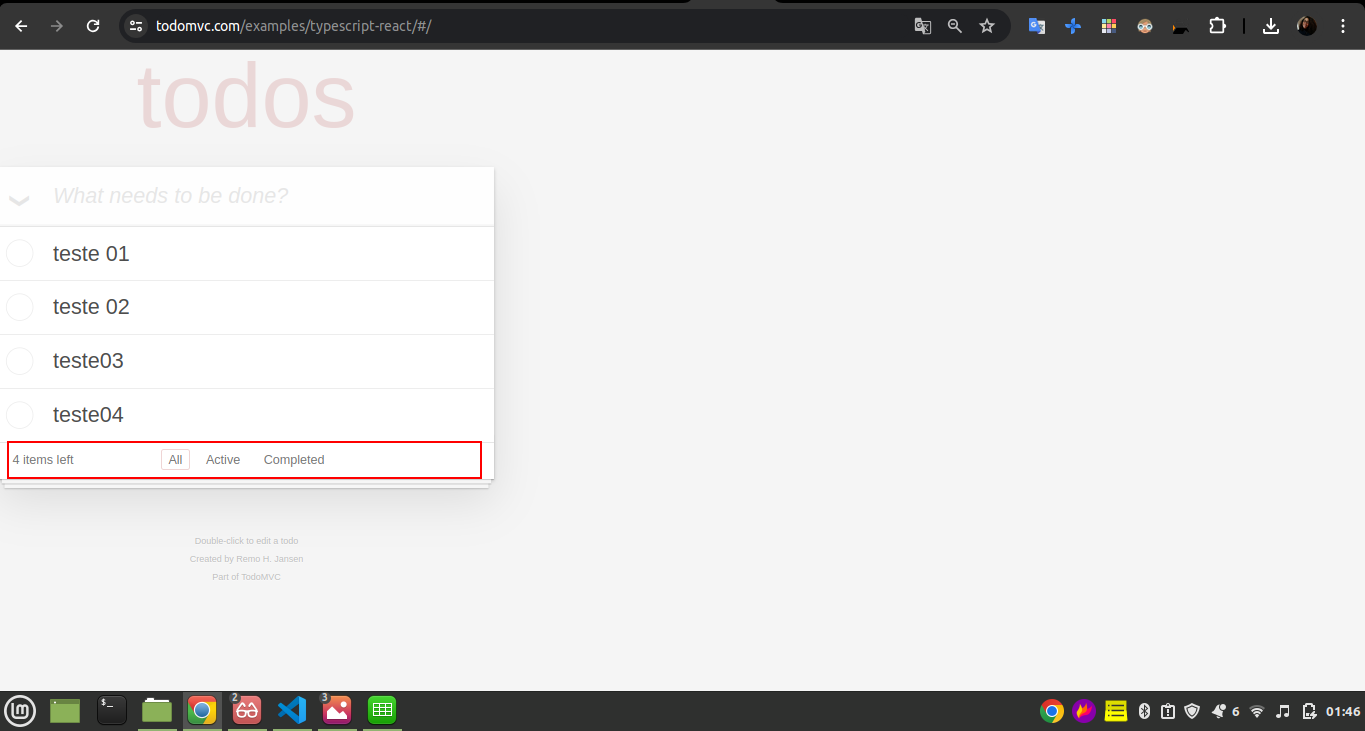 todomvc.com/examples/typescript-react/#/
todos
What needs to be done?
teste 01
teste 02
teste03
teste04
4 items left All Active Completed
Double-click to edit a todo
Created by Remo H. Jansen
Part of TodoMVC
$_ 2 3 6 01:46